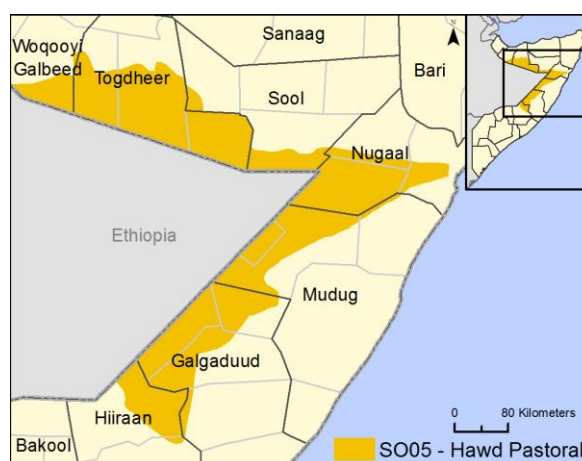 Sanaag
Woqooyi
Galbeed
Togdheer
Bari
Sool
Nugaal
Ethiopia
Mudug
Galgaduud
Hiiraan
Bakool
0 80 Kilometers
SO05 - Hawd Pastoral